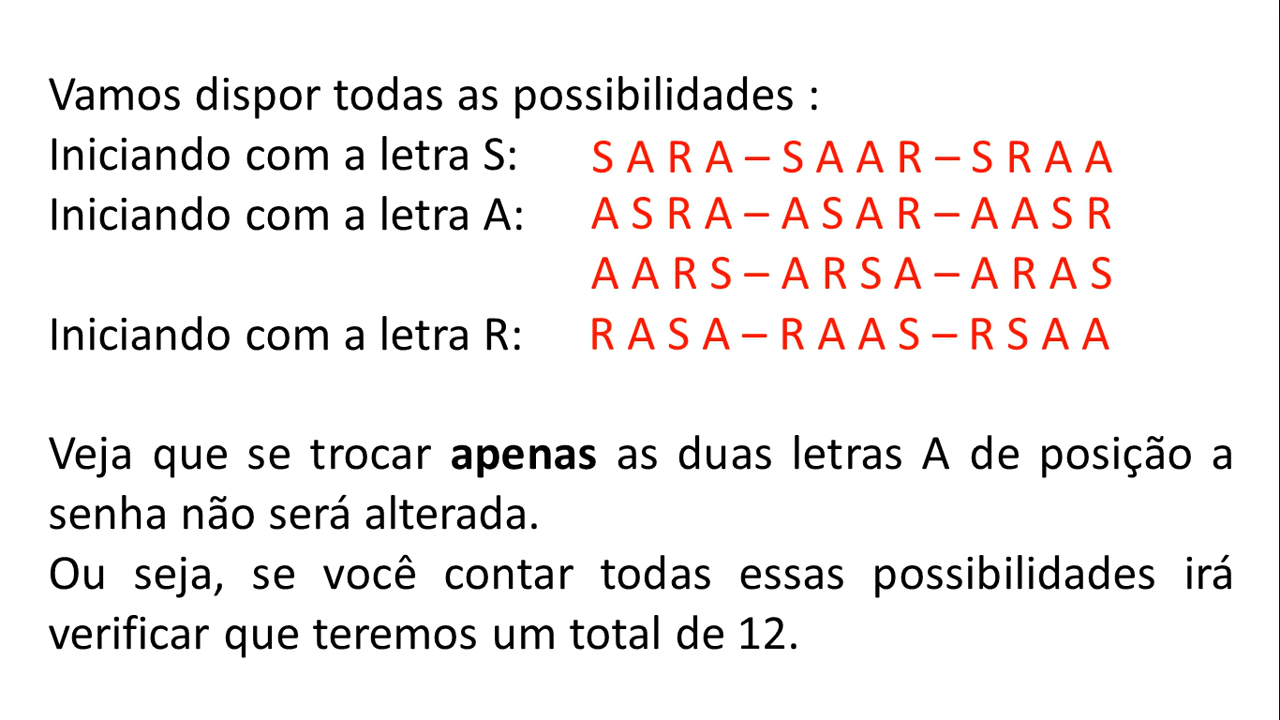 Vamos dispor todas as possibilidades :
Iniciando com a letra S: S A R A – S A A R – S R A A
Iniciando com a letra A: A S R A – A S A R – A A S R
A A R S – A R S A – A R A S
Iniciando com a letra R: R A S A – R A A S – R S A A
Veja que se trocar apenas as duas letras A de posição a
senha não será alterada.
Ou seja, se você contar todas essas possibilidades irá
verificar que teremos um total de 12.